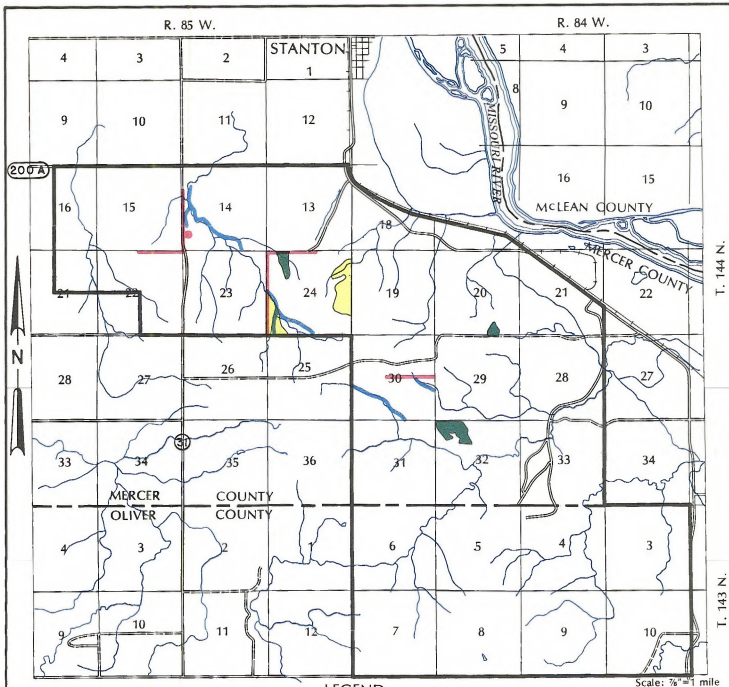 R. 85 W. R. 84 W.
4 3 2 STANTON 5 4 3
1
8
9 10 11 12 9 10
MISSOURI RIVER
200 A
16 15 14 13 16 15
McLEAN COUNTY
18
MERCER COUNTY
T. 144 N.
21 22 23 24 19 20 21 22
N
28 27 26 25 30 29 28 27
31
33 34 35 36 31 32 33 34
MERCER COUNTY
OLIVER COUNTY
4 3 2 1 6 5 4 3
T. 143 N.
9 10 11 12 7 8 9 10
LEGEND
Scale: 7/8"=1 mile